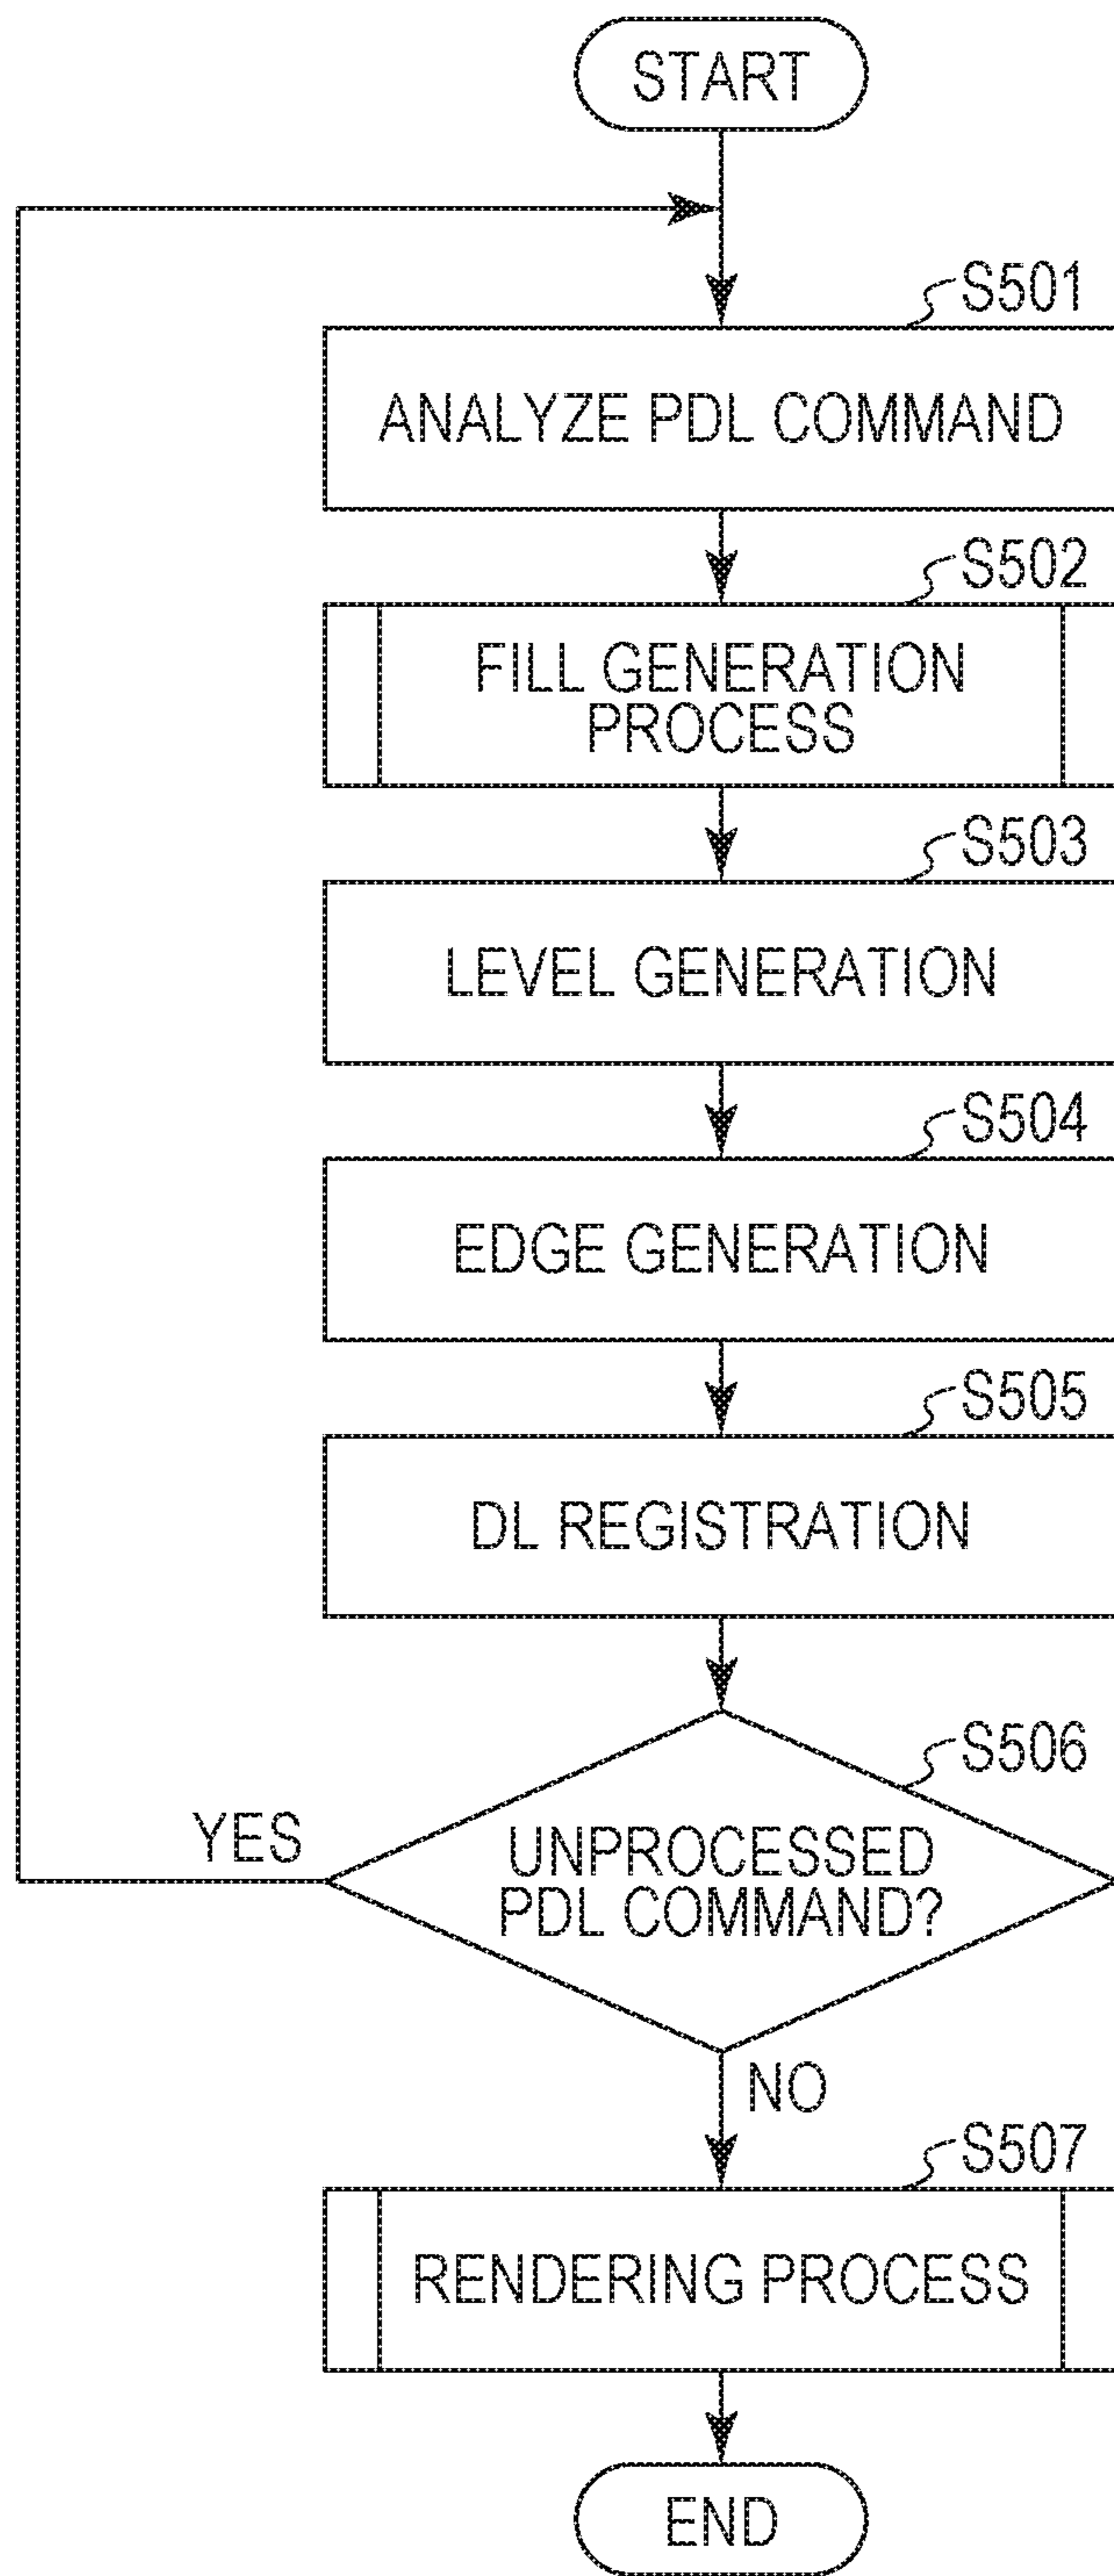 START
S501
ANALYZE PDL COMMAND
S502
FILL GENERATION
PROCESS
S503
LEVEL GENERATION
S504
EDGE GENERATION
S505
DL REGISTRATION
S506
UNPROCESSED
PDL COMMAND?
YES
NO
S507
RENDERING PROCESS
END